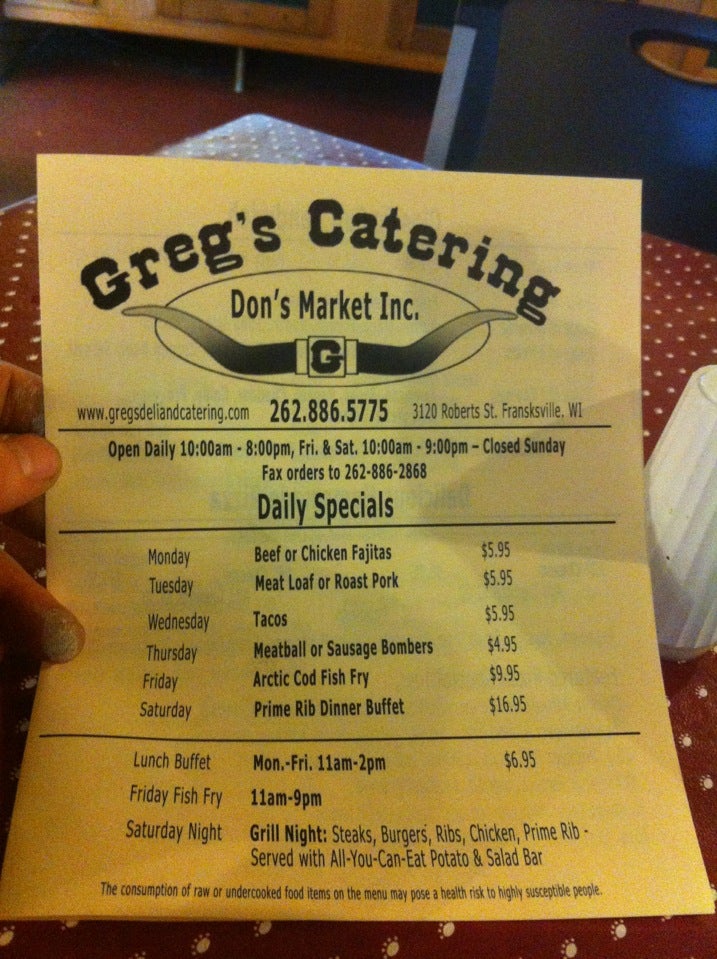 Greg's Catering
Don's Market Inc.
G
www.gregsdeliandcatering.com 262.886.5775 3120 Roberts St. Fransksville, WI
Open Daily 10:00am - 8:00pm, Fri. & Sat. 10:00am - 9:00pm – Closed Sunday
Fax orders to 262-886-2868
Daily Specials
Monday Beef or Chicken Fajitas $5.95
Tuesday Meat Loaf or Roast Pork $5.95
Wednesday Tacos $5.95
Thursday Meatball or Sausage Bombers $4.95
Friday Arctic Cod Fish Fry $9.95
Saturday Prime Rib Dinner Buffet $16.95
Lunch Buffet Mon.-Fri. 11am-2pm $6.95
Friday Fish Fry 11am-9pm
Saturday Night Grill Night: Steaks, Burgers, Ribs, Chicken, Prime Rib -
Served with All-You-Can-Eat Potato & Salad Bar
The consumption of raw or undercooked food items on the menu may pose a health risk to highly susceptible people.